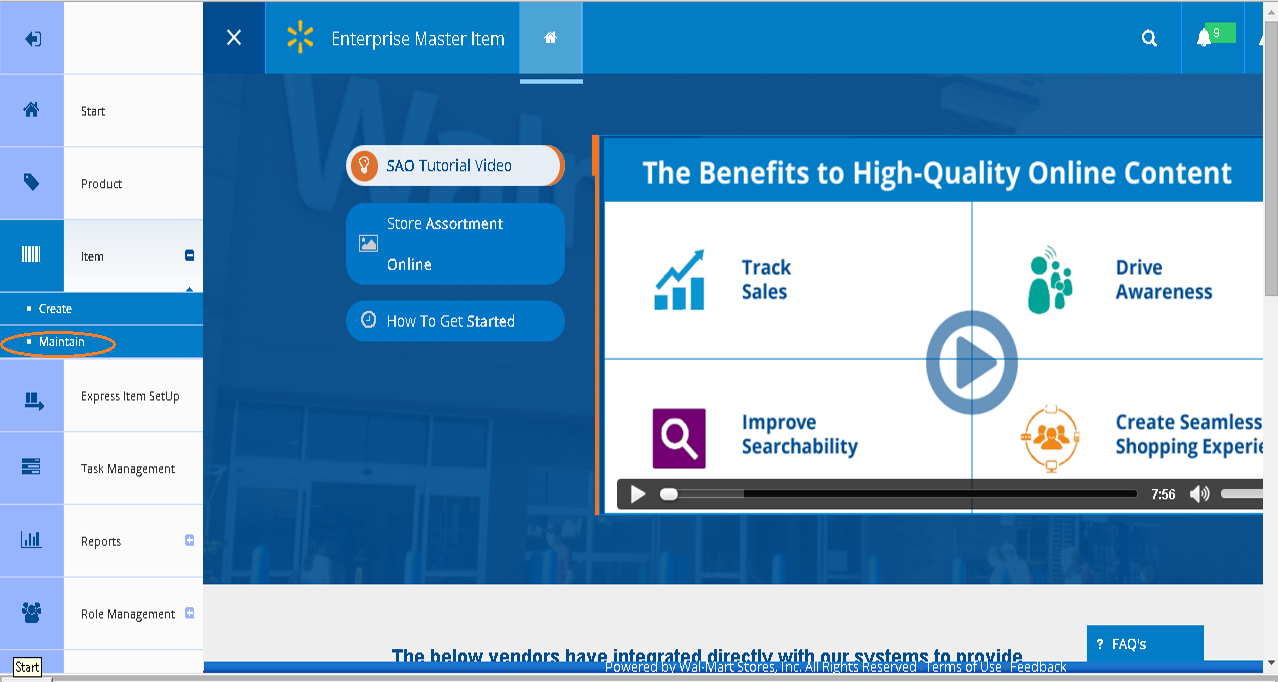 Enterprise Master Item
9
Start
Product
Item
Create
Maintain
Express Item SetUp
Task Management
Reports
Role Management
Start
SAO Tutorial Video
Store Assortment
Online
How To Get Started
The Benefits to High-Quality Online Content
Track
Sales
Drive
Awareness
Improve
Searchability
Create Seamless
Shopping
7:56
? FAQ's
The below vendors have integrated directly with our systems to provide
Powered by Wal-Mart Stores, Inc. All Rights Reserved Terms of Use Feedback